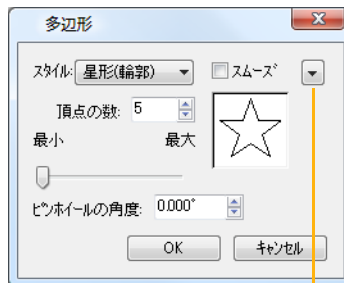 多辺形
ｽﾀｲﾙ: 星形(輪郭) ｽﾑｰｽﾞ
頂点の数: 5
最小 最大
ﾋﾟﾝﾎｲｰﾙの角度: 0.000°
OK ｷｬﾝｾﾙ